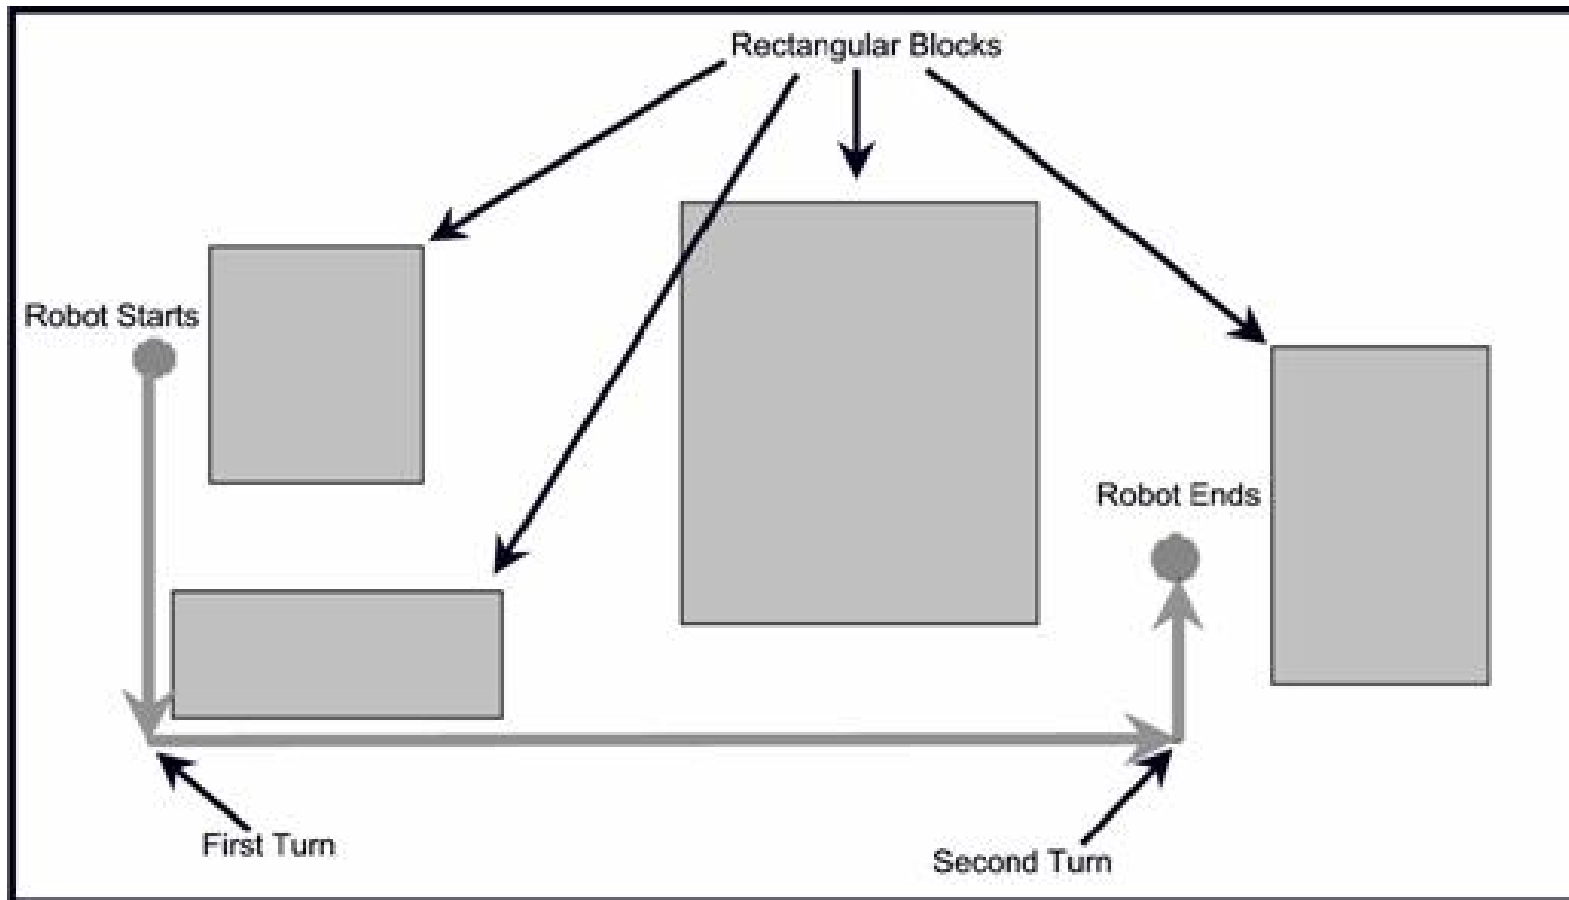 Rectangular Blocks
Robot Starts
Robot Ends
First Turn
Second Turn